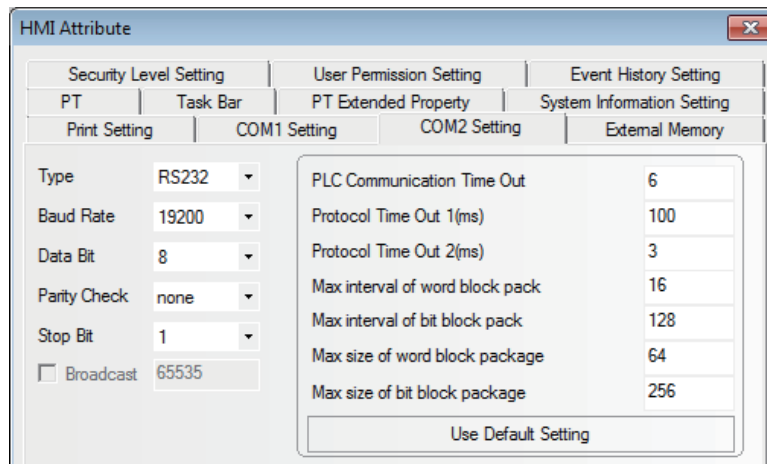 HMI Attribute
Security Level Setting User Permission Setting Event History Setting
PT Task Bar PT Extended Property System Information Setting
Print Setting COM1 Setting COM2 Setting External Memory
Type RS232
Baud Rate 19200
Data Bit 8
Parity Check none
Stop Bit 1
Broadcast 65535
PLC Communication Time Out 6
Protocol Time Out 1(ms) 100
Protocol Time Out 2(ms) 3
Max interval of word block pack 16
Max interval of bit block pack 128
Max size of word block package 64
Max size of bit block package 256
Use Default Setting